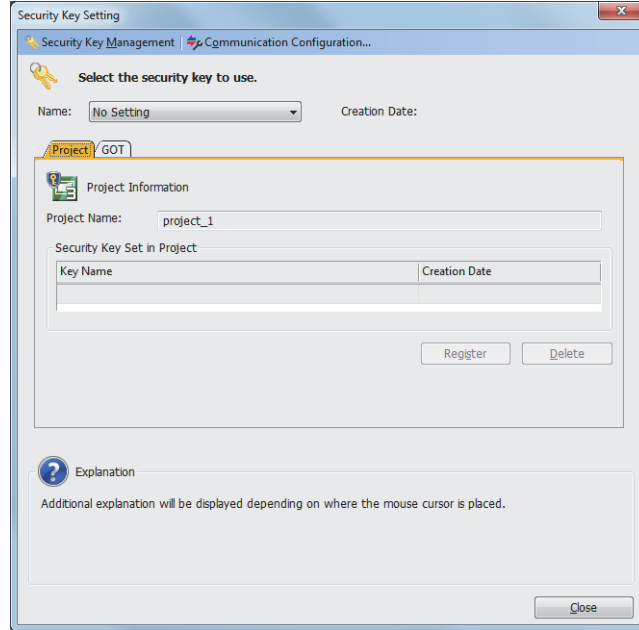 Security Key Setting
Security Key Management | Communication Configuration...
Select the security key to use.
Name: No Setting Creation Date:
Project GOT
Project Information
Project Name: project_1
Security Key Set in Project
Key Name Creation Date
Register Delete
Explanation
Additional explanation will be displayed depending on where the mouse cursor is placed.
Close